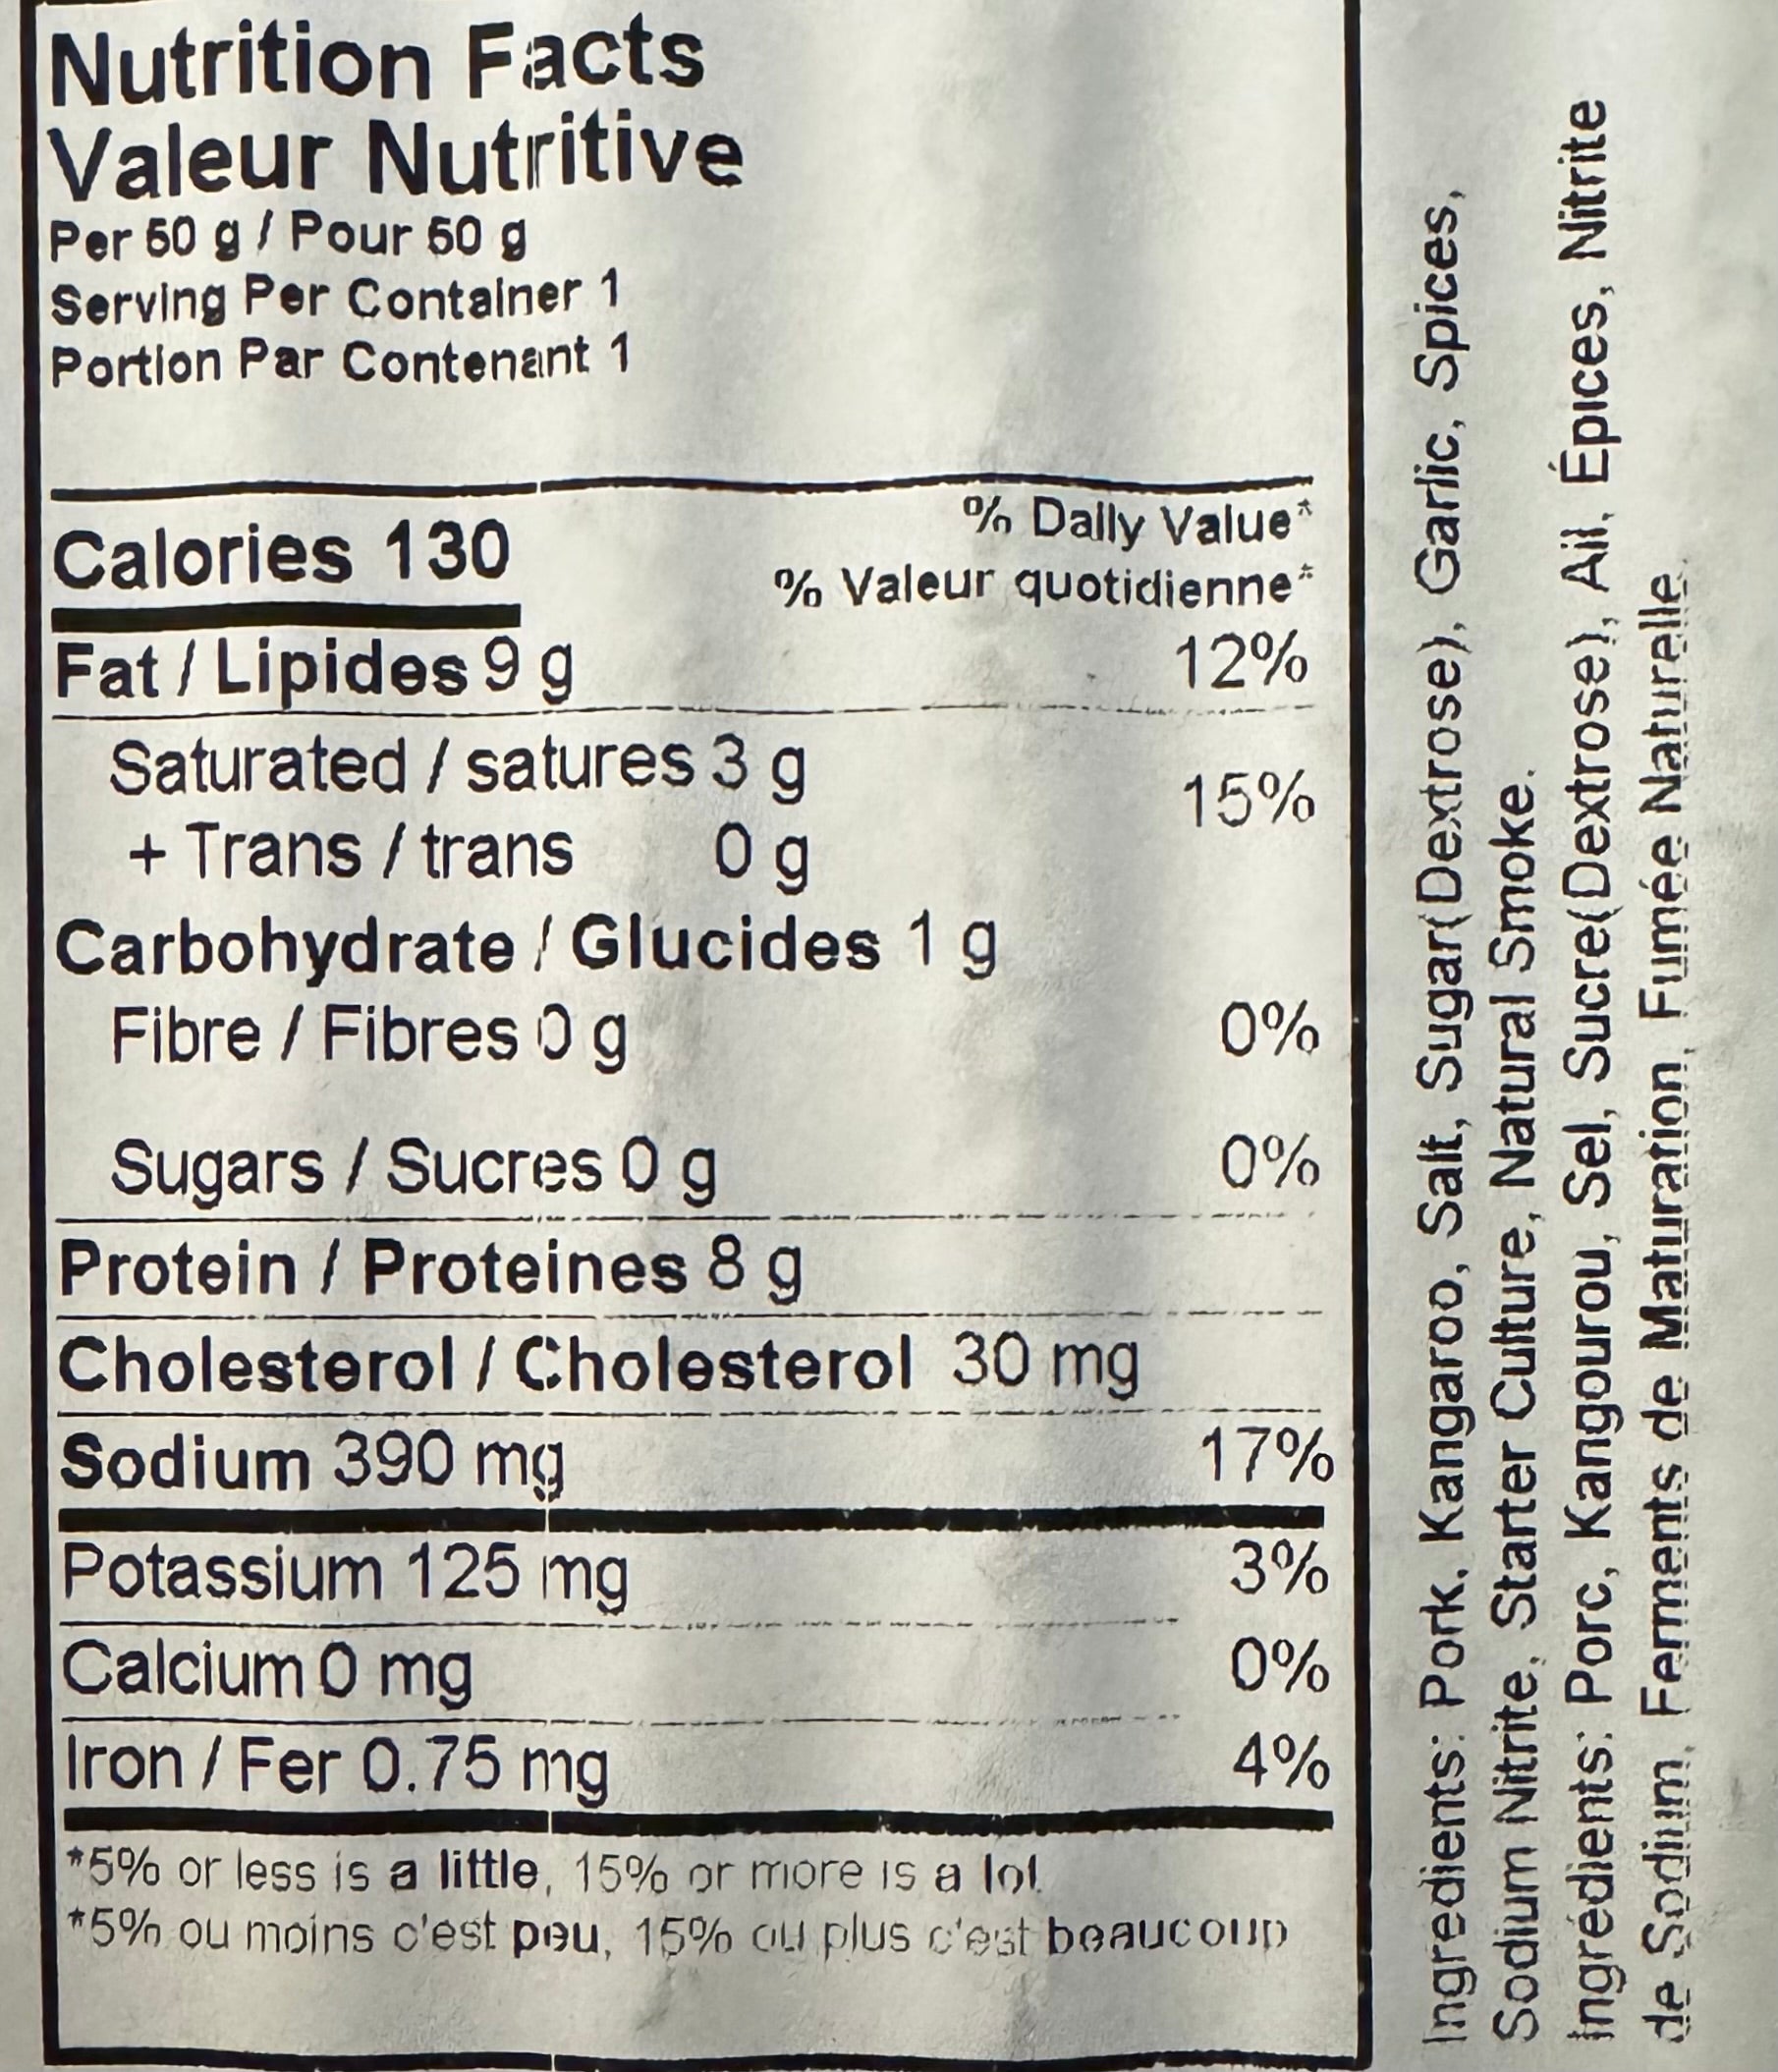 Nutrition Facts
Valeur Nutritive
Per 50 g / Pour 50 g
Serving Per Container 1
Portion Par Contenant 1
% Daily Value*
Calories 130
% Valeur quotidienne*
Fat / Lipides 9 g 12%
Saturated / satures 3 g 15%
+ Trans / trans 0 g
Carbohydrate / Glucides 1 g
Fibre / Fibres 0 g 0%
Sugars / Sucres 0 g 0%
Protein / Proteines 8 g
Cholesterol / Cholesterol 30 mg
Sodium 390 mg 17%
Potassium 125 mg 3%
Calcium 0 mg 0%
Iron / Fer 0.75 mg 4%
*5% or less is a little, 15% or more is a lot
*5% ou moins c'est peu, 15% ou plus c'est beaucoup
Ingredients: Pork, Kangaroo, Salt, Sugar(Dextrose), Garlic, Spices,
Sodium Nitrite, Starter Culture, Natural Smoke.
Ingrédients: Porc, Kangourou, Sel, Sucre(Dextrose), Ail, Épices, Nitrite
de Sodium, Ferments de Maturation, Fumée Naturelle.